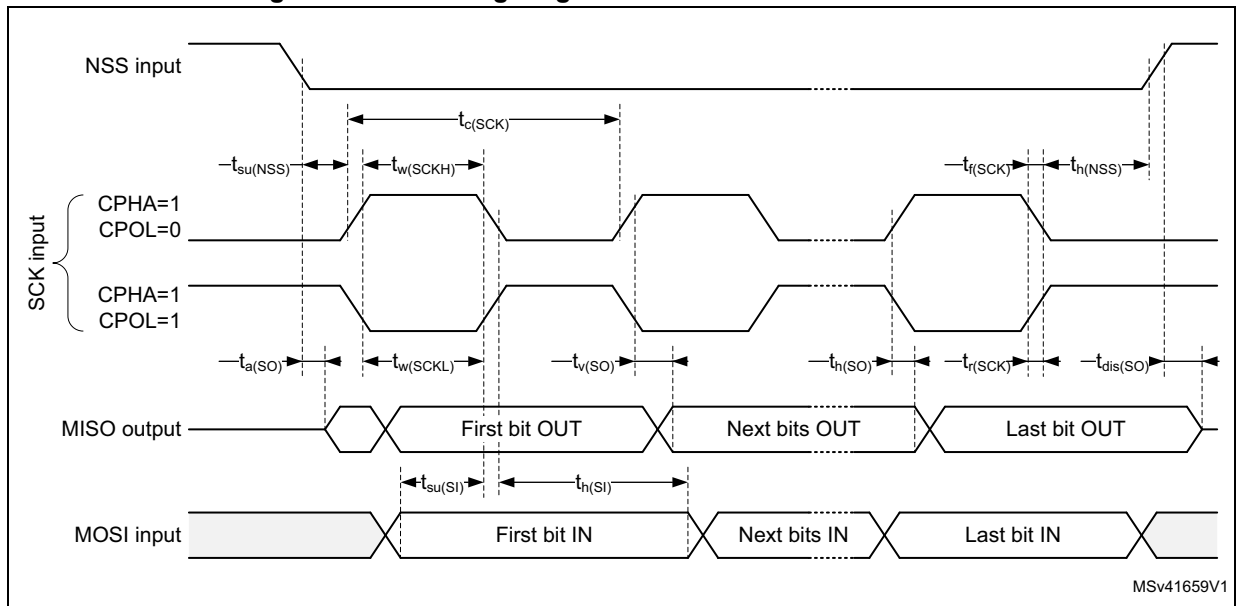 NSS input
tc(SCK)
tsu(NSS)
tw(SCKH)
tf(SCK)
th(NSS)
SCK input
CPHA=1
CPOL=0
CPHA=1
CPOL=1
ta(SO)
tw(SCKL)
tv(SO)
th(SO)
tr(SCK)
tdis(SO)
MISO output
First bit OUT
Next bits OUT
Last bit OUT
tsu(SI)
th(SI)
MOSI input
First bit IN
Next bits IN
Last bit IN
MSv41659V1